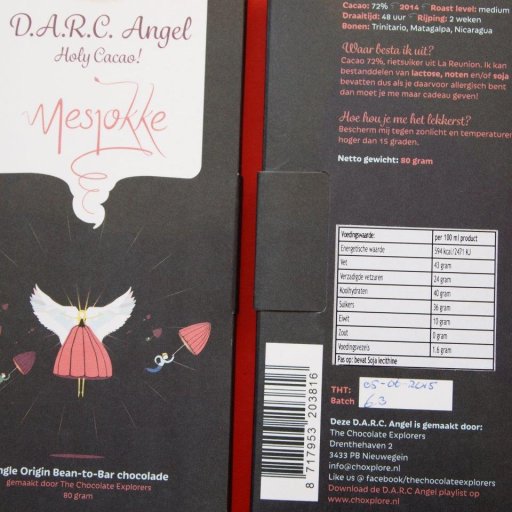 D.A.R.C. Angel
Holy Cacao!
Mesjokke
ngle Origin Bean-to-Bar chocolade
gemaakt door The Chocolate Explorers
80 gram
Cacao: 72% 2014 Roast level: medium
Draaitijd: 48 uur Rijping: 2 weken
Bonen: Trinitario, Matagalpa, Nicaragua
Waar besta ik uit?
Cacao 72%, rietsuiker uit La Reunion. Ik kan
bestanddelen van lactose, noten en/of soja
bevatten dus als je daarvoor allergisch bent
dan moet je me maar cadeau geven!
Hoe hou je me het lekkerst?
Bescherm mij tegen zonlicht en temperaturen
hoger dan 15 graden.
Netto gewicht: 80 gram
Voedingswaarde: per 100 ml product
Energetische waarde 594 kcal/2471 KJ
Vet 43 gram
Verzadigde vetzuren 24 gram
Koolhydraten 40 gram
Suikers 36 gram
Eiwit 10 gram
Zout 0 gram
Voedingsvezels 1.6 gram
Pas op: bevat Soja lecithine
THT: 05-06-2015
Batch 63
8 717953 203816
Deze D.A.R.C. Angel is gemaakt door:
The Chocolate Explorers
Drenthehaven 2
3433 PB Nieuwegein
info@choxplore.nl
Like us @ facebook/thechocolateexplorers
Download de D.A.R.C Angel playlist op
www.choxplore.nl